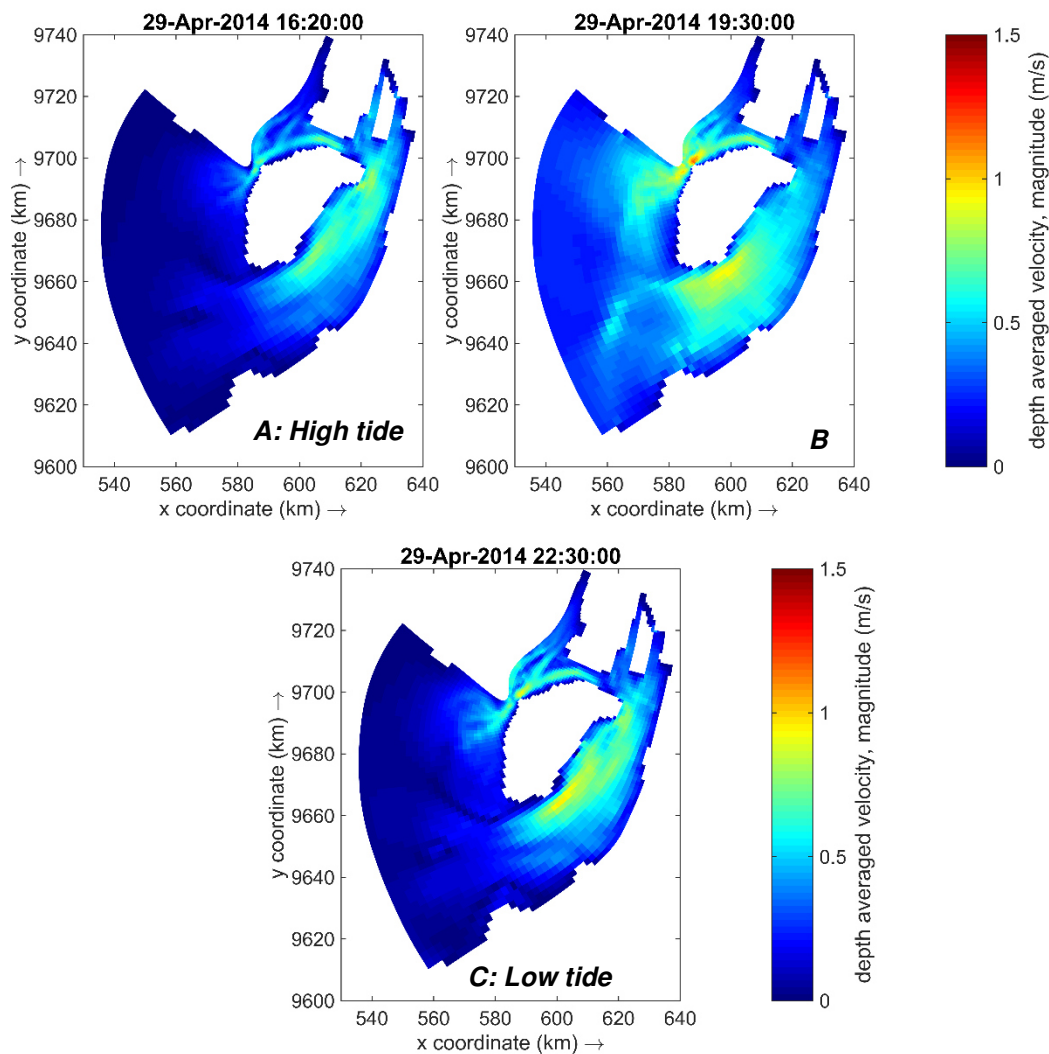 29-Apr-2014 16:20:00
9740
9720
9700
9680
9660
9640
9620
9600
y coordinate (km) →
540 560 580 600 620 640
x coordinate (km) →
A: High tide
29-Apr-2014 19:30:00
9740
9720
9700
9680
9660
9640
9620
9600
y coordinate (km) →
540 560 580 600 620 640
x coordinate (km) →
B
1.5
1
0.5
0
depth averaged velocity, magnitude (m/s)
29-Apr-2014 22:30:00
9740
9720
9700
9680
9660
9640
9620
9600
y coordinate (km) →
540 560 580 600 620 640
x coordinate (km) →
C: Low tide
1.5
1
0.5
0
depth averaged velocity, magnitude (m/s)